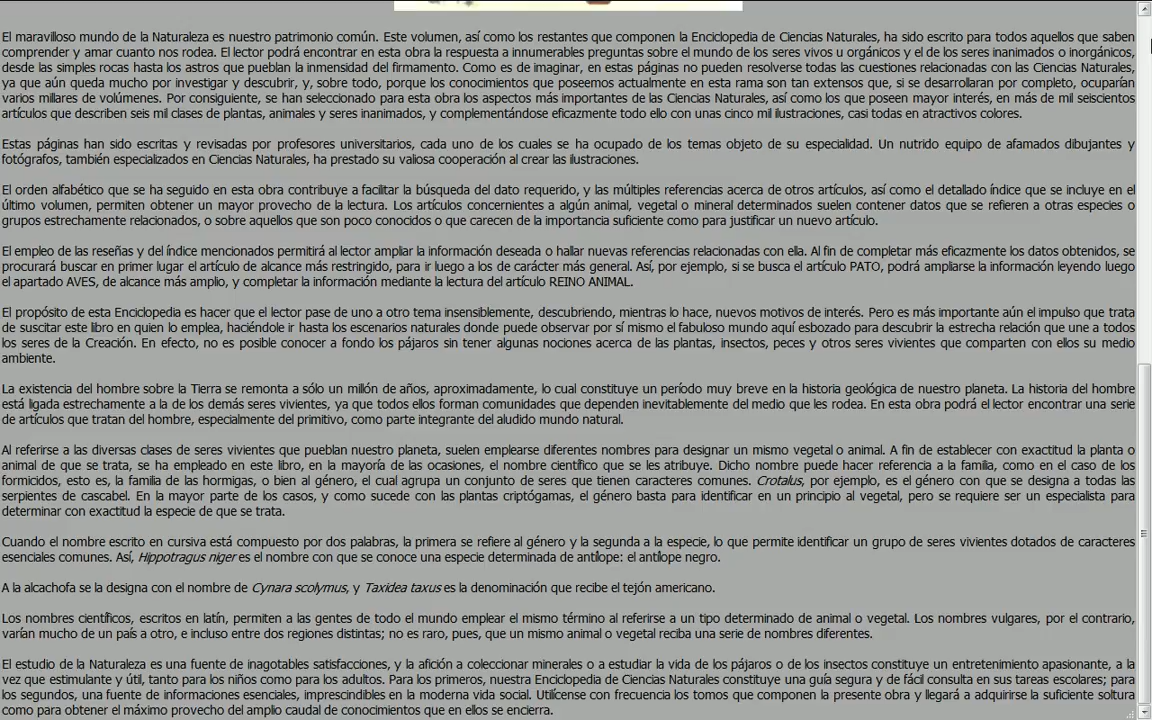 El maravilloso mundo de la Naturaleza es nuestro patrimonio común. Este volumen, así como los restantes que componen la Enciclopedia de Ciencias Naturales, ha sido escrito para todos aquellos que saben
comprender y amar cuanto nos rodea. El lector podrá encontrar en esta obra la respuesta a innumerables preguntas sobre el mundo de los seres vivos u orgánicos y el de los seres inanimados o inorgánicos,
desde las simples rocas hasta los astros que pueblan la inmensidad del firmamento. Como es de imaginar, en estas páginas no pueden resolverse todas las cuestiones relacionadas con las Ciencias Naturales,
ya que aún queda mucho por investigar y descubrir, y, sobre todo, porque los conocimientos que poseemos actualmente en esta rama son tan extensos que, si se desarrollaran por completo, ocuparían
varios millares de volúmenes. Por consiguiente, se han seleccionado para esta obra los aspectos más importantes de las Ciencias Naturales, así como los que poseen mayor interés, en más de mil seiscientos
artículos que describen seis mil clases de plantas, animales y seres inanimados, y complementándose eficazmente todo ello con unas cinco mil ilustraciones, casi todas en atractivos colores.
Estas páginas han sido escritas y revisadas por profesores universitarios, cada uno de los cuales se ha ocupado de los temas objeto de su especialidad. Un nutrido equipo de afamados dibujantes y
fotógrafos, también especializados en Ciencias Naturales, ha prestado su valiosa cooperación al crear las ilustraciones.
El orden alfabético que se ha seguido en esta obra contribuye a facilitar la búsqueda del dato requerido, y las múltiples referencias acerca de otros artículos, así como el detallado índice que se incluye en el
último volumen, permiten obtener un mayor provecho de la lectura. Los artículos concernientes a algún animal, vegetal o mineral determinados suelen contener datos que se refieren a otras especies o
grupos estrechamente relacionados, o sobre aquellos que son poco conocidos o que carecen de la importancia suficiente como para justificar un nuevo artículo.
El empleo de las reseñas y del índice mencionados permitirá al lector ampliar la información deseada o hallar nuevas referencias relacionadas con ella. Al fin de completar más eficazmente los datos obtenidos, se
procurará buscar en primer lugar el artículo de alcance más restringido, para ir luego a los de carácter más general. Así, por ejemplo, si se busca el artículo PATO, podrá ampliarse la información leyendo luego
el apartado AVES, de alcance más amplio, y completar la información mediante la lectura del artículo REINO ANIMAL.
El propósito de esta Enciclopedia es hacer que el lector pase de uno a otro tema insensiblemente, descubriendo, mientras lo hace, nuevos motivos de interés. Pero es más importante aún el impulso que trata
de suscitar este libro en quien lo emplea, haciéndole ir hasta los escenarios naturales donde puede observar por sí mismo el fabuloso mundo aquí esbozado para descubrir la estrecha relación que une a todos
los seres de la Creación. En efecto, no es posible conocer a fondo los pájaros sin tener algunas nociones acerca de las plantas, insectos, peces y otros seres vivientes que comparten con ellos su medio
ambiente.
La existencia del hombre sobre la Tierra se remonta a sólo un millón de años, aproximadamente, lo cual constituye un período muy breve en la historia geológica de nuestro planeta. La historia del hombre
está ligada estrechamente a la de los demás seres vivientes, ya que todos ellos forman comunidades que dependen inevitablemente del medio que les rodea. En esta obra podrá el lector encontrar una serie
de artículos que tratan del hombre, especialmente del primitivo, como parte integrante del aludido mundo natural.
Al referirse a las diversas clases de seres vivientes que pueblan nuestro planeta, suelen emplearse diferentes nombres para designar un mismo vegetal o animal. A fin de establecer con exactitud la planta o
animal de que se trata, se ha empleado en este libro, en la mayoría de las ocasiones, el nombre científico que se les atribuye. Dicho nombre puede hacer referencia a la familia, como en el caso de los
formicidos, esto es, la familia de las hormigas, o bien al género, el cual agrupa un conjunto de seres que tienen caracteres comunes. Crotalus, por ejemplo, es el género con que se designa a todas las
serpientes de cascabel. En la mayor parte de los casos, y como sucede con las plantas criptógamas, el género basta para identificar en un principio al vegetal, pero se requiere ser un especialista para
determinar con exactitud la especie de que se trata.
Cuando el nombre escrito en cursiva está compuesto por dos palabras, la primera se refiere al género y la segunda a la especie, lo que permite identificar un grupo de seres vivientes dotados de caracteres
esenciales comunes. Así, Hippotragus niger es el nombre con que se conoce una especie determinada de antílope: el antílope negro.
A la alcachofa se la designa con el nombre de Cynara scolymus, y Taxidea taxus es la denominación que recibe el tejón americano.
Los nombres científicos, escritos en latín, permiten a las gentes de todo el mundo emplear el mismo término al referirse a un tipo determinado de animal o vegetal. Los nombres vulgares, por el contrario,
varían mucho de un país a otro, e incluso entre dos regiones distintas; no es raro, pues, que un mismo animal o vegetal reciba una serie de nombres diferentes.
El estudio de la Naturaleza es una fuente de inagotables satisfacciones, y la afición a coleccionar minerales o a estudiar la vida de los pájaros o de los insectos constituye un entretenimiento apasionante, a la
vez que estimulante y útil, tanto para los niños como para los adultos. Para los primeros, nuestra Enciclopedia de Ciencias Naturales constituye una guía segura y de fácil consulta en sus tareas escolares; para
los segundos, una fuente de informaciones esenciales, imprescindibles en la moderna vida social. Utilícense con frecuencia los tomos que componen la presente obra y llegará a adquirirse la suficiente soltura
como para obtener el máximo provecho del amplio caudal de conocimientos que en ellos se encierra.